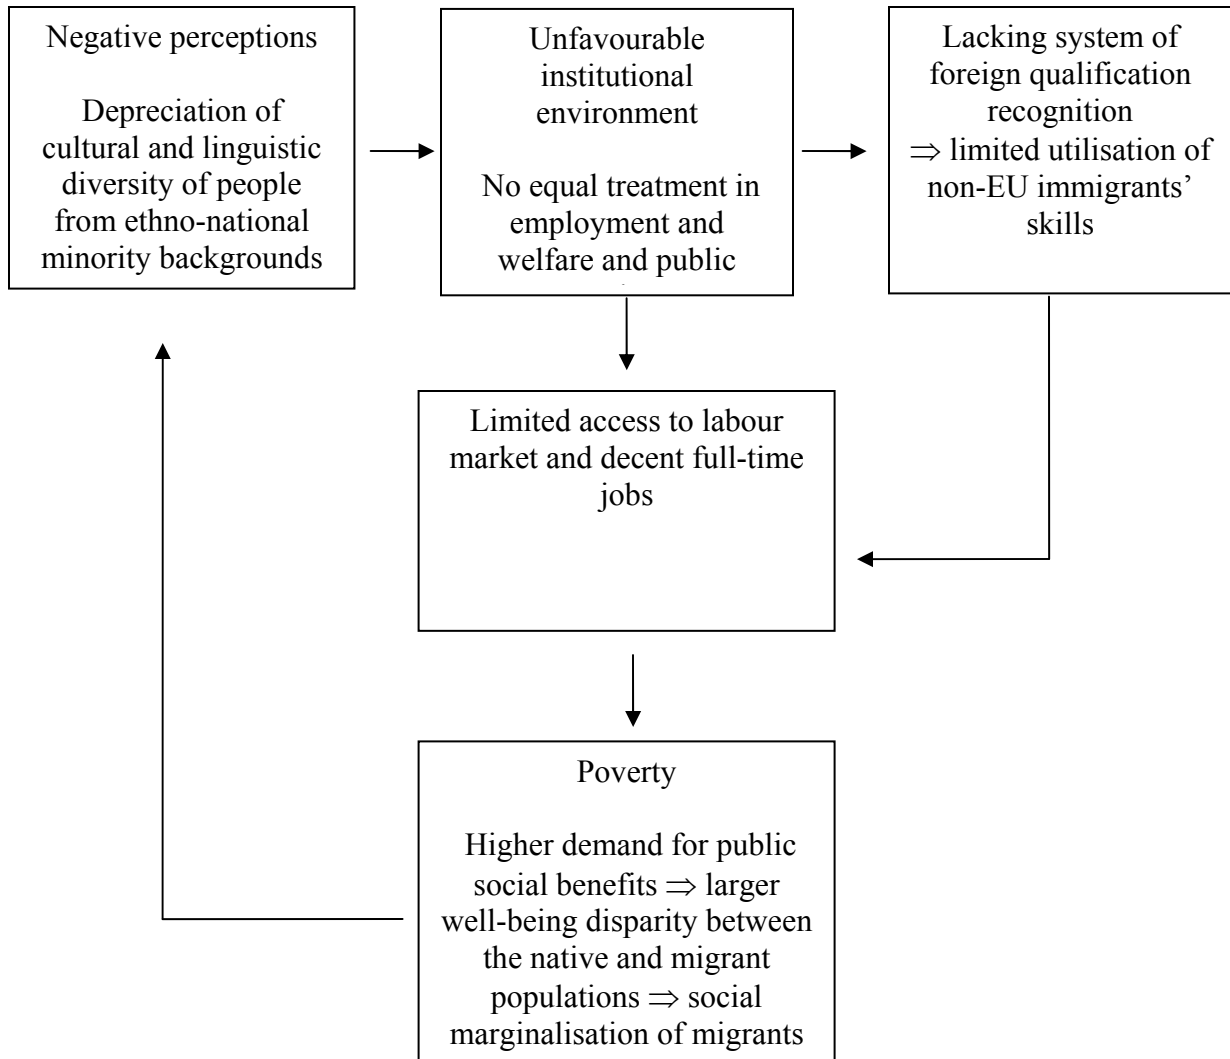 Negative perceptions
Depreciation of
cultural and linguistic
diversity of people
from ethno-national
minority backgrounds
Unfavourable
institutional
environment
No equal treatment in
employment and
welfare and public
Lacking system of
foreign qualification
recognition
⇒ limited utilisation of
non-EU immigrants’
skills
Limited access to labour
market and decent full-time
jobs
Poverty
Higher demand for public
social benefits ⇒ larger
well-being disparity between
the native and migrant
populations ⇒ social
marginalisation of migrants